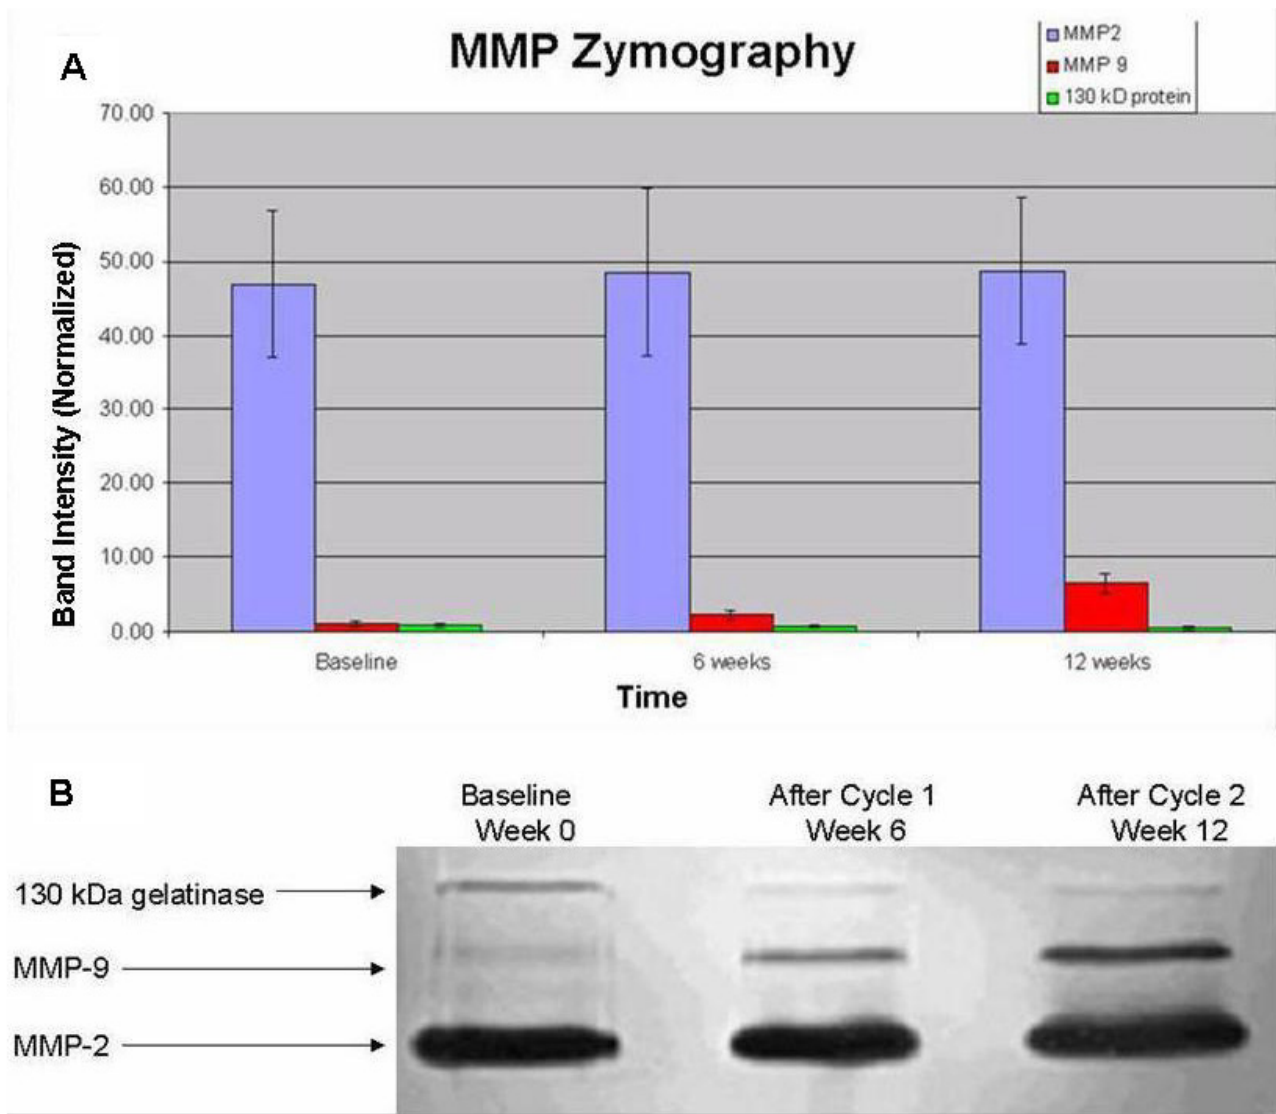 A
MMP Zymography
MMP2
MMP 9
130 kD protein
Band Intensity (Normalized)
70.00
60.00
50.00
40.00
30.00
20.00
10.00
0.00
Baseline
6 weeks
12 weeks
Time
B
Baseline
Week 0
After Cycle 1
Week 6
After Cycle 2
Week 12
130 kDa gelatinase
MMP-9
MMP-2